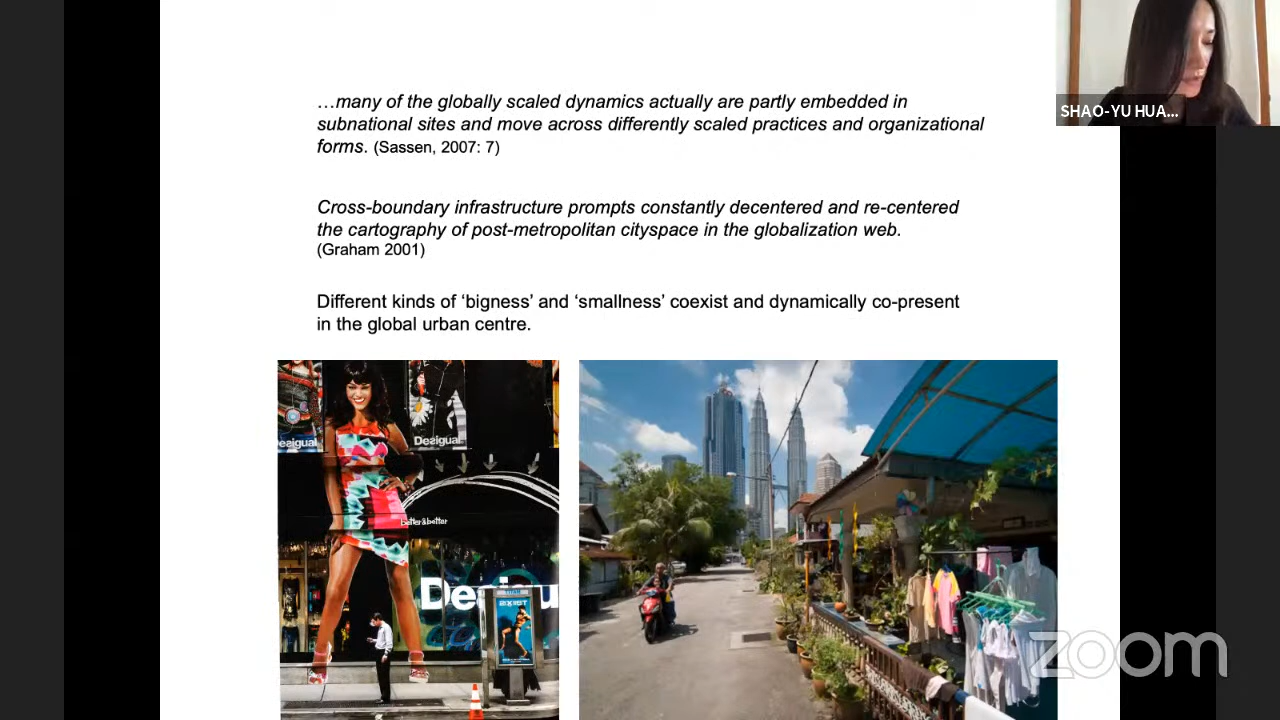 …many of the globally scaled dynamics actually are partly embedded in
subnational sites and move across differently scaled practices and organizational
forms. (Sassen, 2007: 7)
Cross-boundary infrastructure prompts constantly decentered and re-centered
the cartography of post-metropolitan cityspace in the globalization web.
(Graham 2001)
Different kinds of ‘bigness’ and ‘smallness’ coexist and dynamically co-present
in the global urban centre.
SHAO-YU HUA...
esigual
Desigual
better&better
Desigu
EXIST
zoom